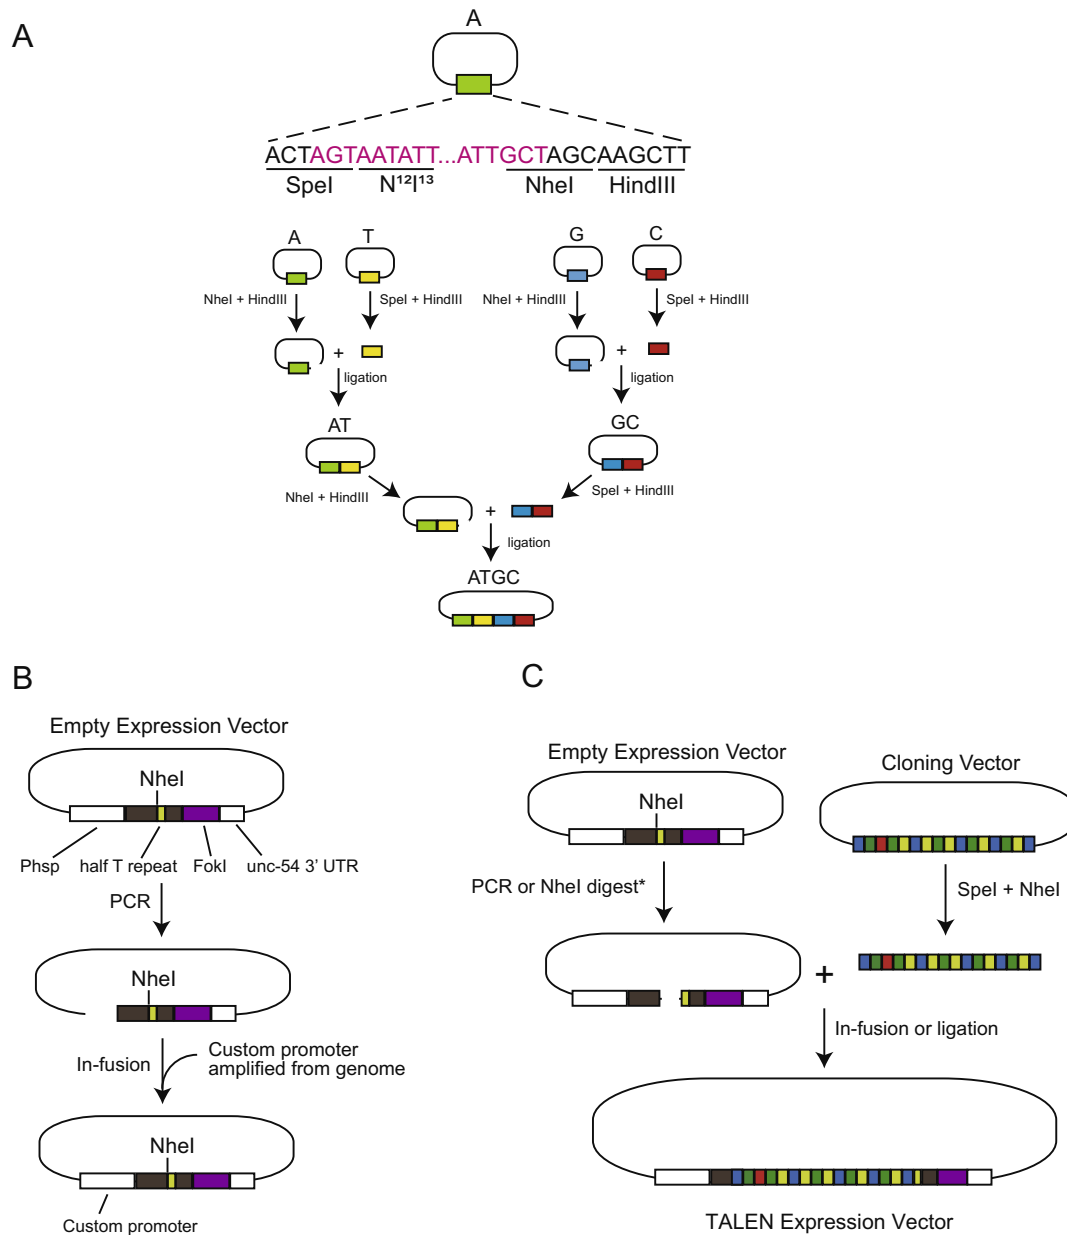 A
A
ACTAGTAATATT...ATTGCTAGCAAGCTT
SpeI N¹²I¹³ NheI HindIII
A T G C
NheI + HindIII SpeI + HindIII NheI + HindIII SpeI + HindIII
+ +
ligation ligation
AT GC
NheI + HindIII SpeI + HindIII
+
ligation
ATGC
B
Empty Expression Vector
NheI
Phsp half T repeat FokI unc-54 3' UTR
PCR
NheI
In-fusion
Custom promoter
amplified from genome
NheI
Custom promoter
C
Empty Expression Vector
Cloning Vector
NheI
PCR or NheI digest*
SpeI + NheI
+
In-fusion or ligation
TALEN Expression Vector